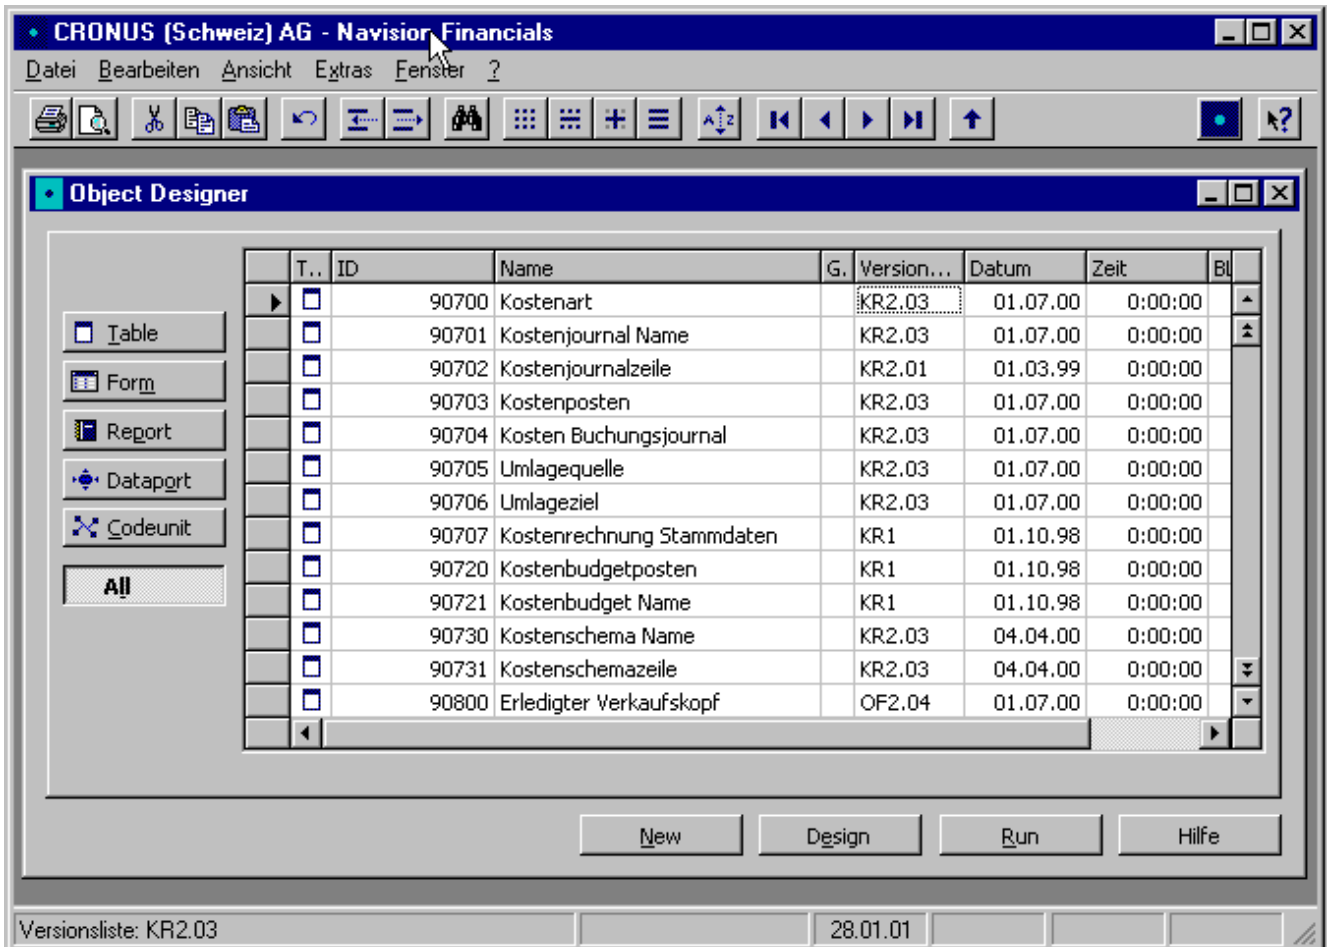 CRONUS (Schweiz) AG - Navision Financials
Datei Bearbeiten Ansicht Extras Fenster ?
A Z
Object Designer
T.. ID Name G. Version... Datum Zeit
90700 Kostenart KR2.03 01.07.00 0:00:00
Table 90701 Kostenjournal Name KR2.03 01.07.00 0:00:00
90702 Kostenjournalzeile KR2.01 01.03.99 0:00:00
Form 90703 Kostenposten KR2.03 01.07.00 0:00:00
Report 90704 Kosten Buchungsjournal KR2.03 01.07.00 0:00:00
90705 Umlagequelle KR2.03 01.07.00 0:00:00
Dataport 90706 Umlageziel KR2.03 01.07.00 0:00:00
Codeunit 90707 Kostenrechnung Stammdaten KR1 01.10.98 0:00:00
90720 Kostenbudgetposten KR1 01.10.98 0:00:00
All 90721 Kostenbudget Name KR1 01.10.98 0:00:00
90730 Kostenschema Name KR2.03 04.04.00 0:00:00
90731 Kostenschemazeile KR2.03 04.04.00 0:00:00
90800 Erledigter Verkaufskopf OF2.04 01.07.00 0:00:00
New Design Run Hilfe
Versionsliste: KR2.03 28.01.01